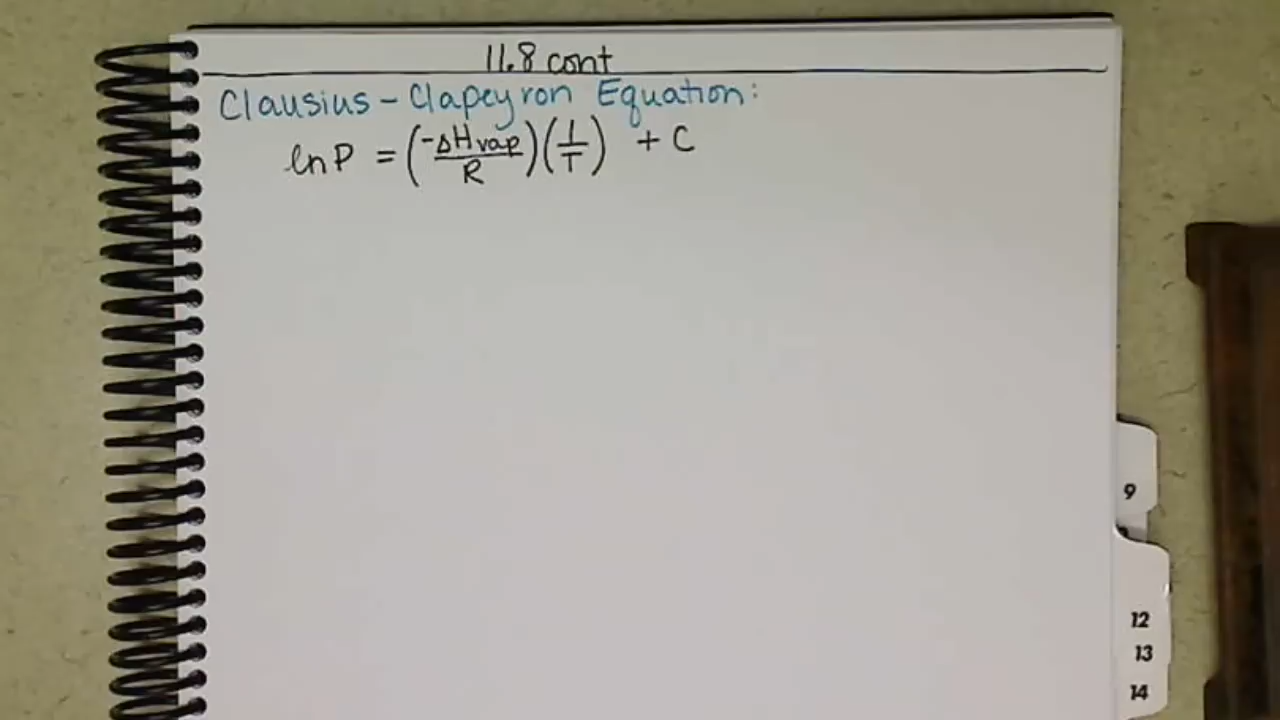 11.8 cont
Clausius-Clapeyron Equation:
ln P = (-ΔHvap/R)(1/T) + C
9
12
13
14